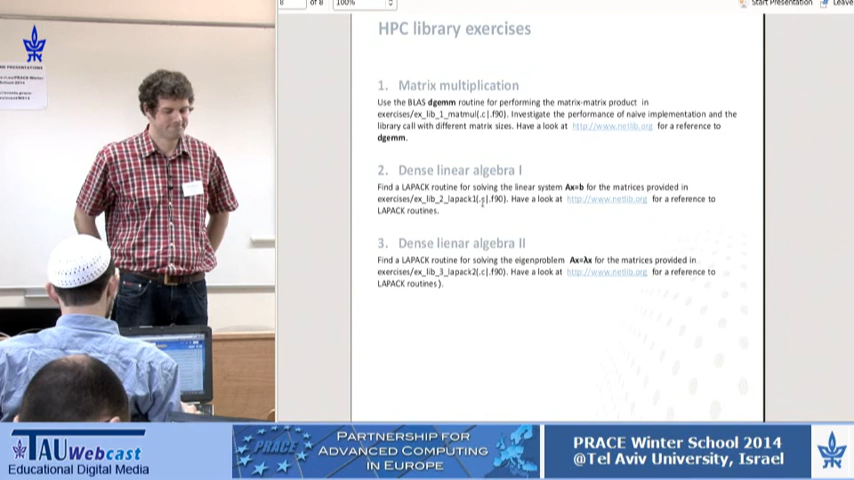 8 of 8 100%
Start Presentation Leave
HPC library exercises
1. Matrix multiplication
Use the BLAS dgemm routine for performing the matrix-matrix product in
exercises/ex_lib_1_matmul(.c|.f90). Investigate the performance of naive implementation and the
library call with different matrix sizes. Have a look at http://www.netlib.org for a reference to
dgemm.
2. Dense linear algebra I
Find a LAPACK routine for solving the linear system Ax=b for the matrices provided in
exercises/ex_lib_2_lapack1(.c|.f90). Have a look at http://www.netlib.org for a reference to
LAPACK routines.
3. Dense lienar algebra II
Find a LAPACK routine for solving the eigenproblem Ax=λx for the matrices provided in
exercises/ex_lib_3_lapack2(.c|.f90). Have a look at http://www.netlib.org for a reference to
LAPACK routines).
TAU Webcast
Educational Digital Media
PRACE
PARTNERSHIP FOR
ADVANCED COMPUTING
IN EUROPE
PRACE Winter School 2014
@Tel Aviv University, Israel